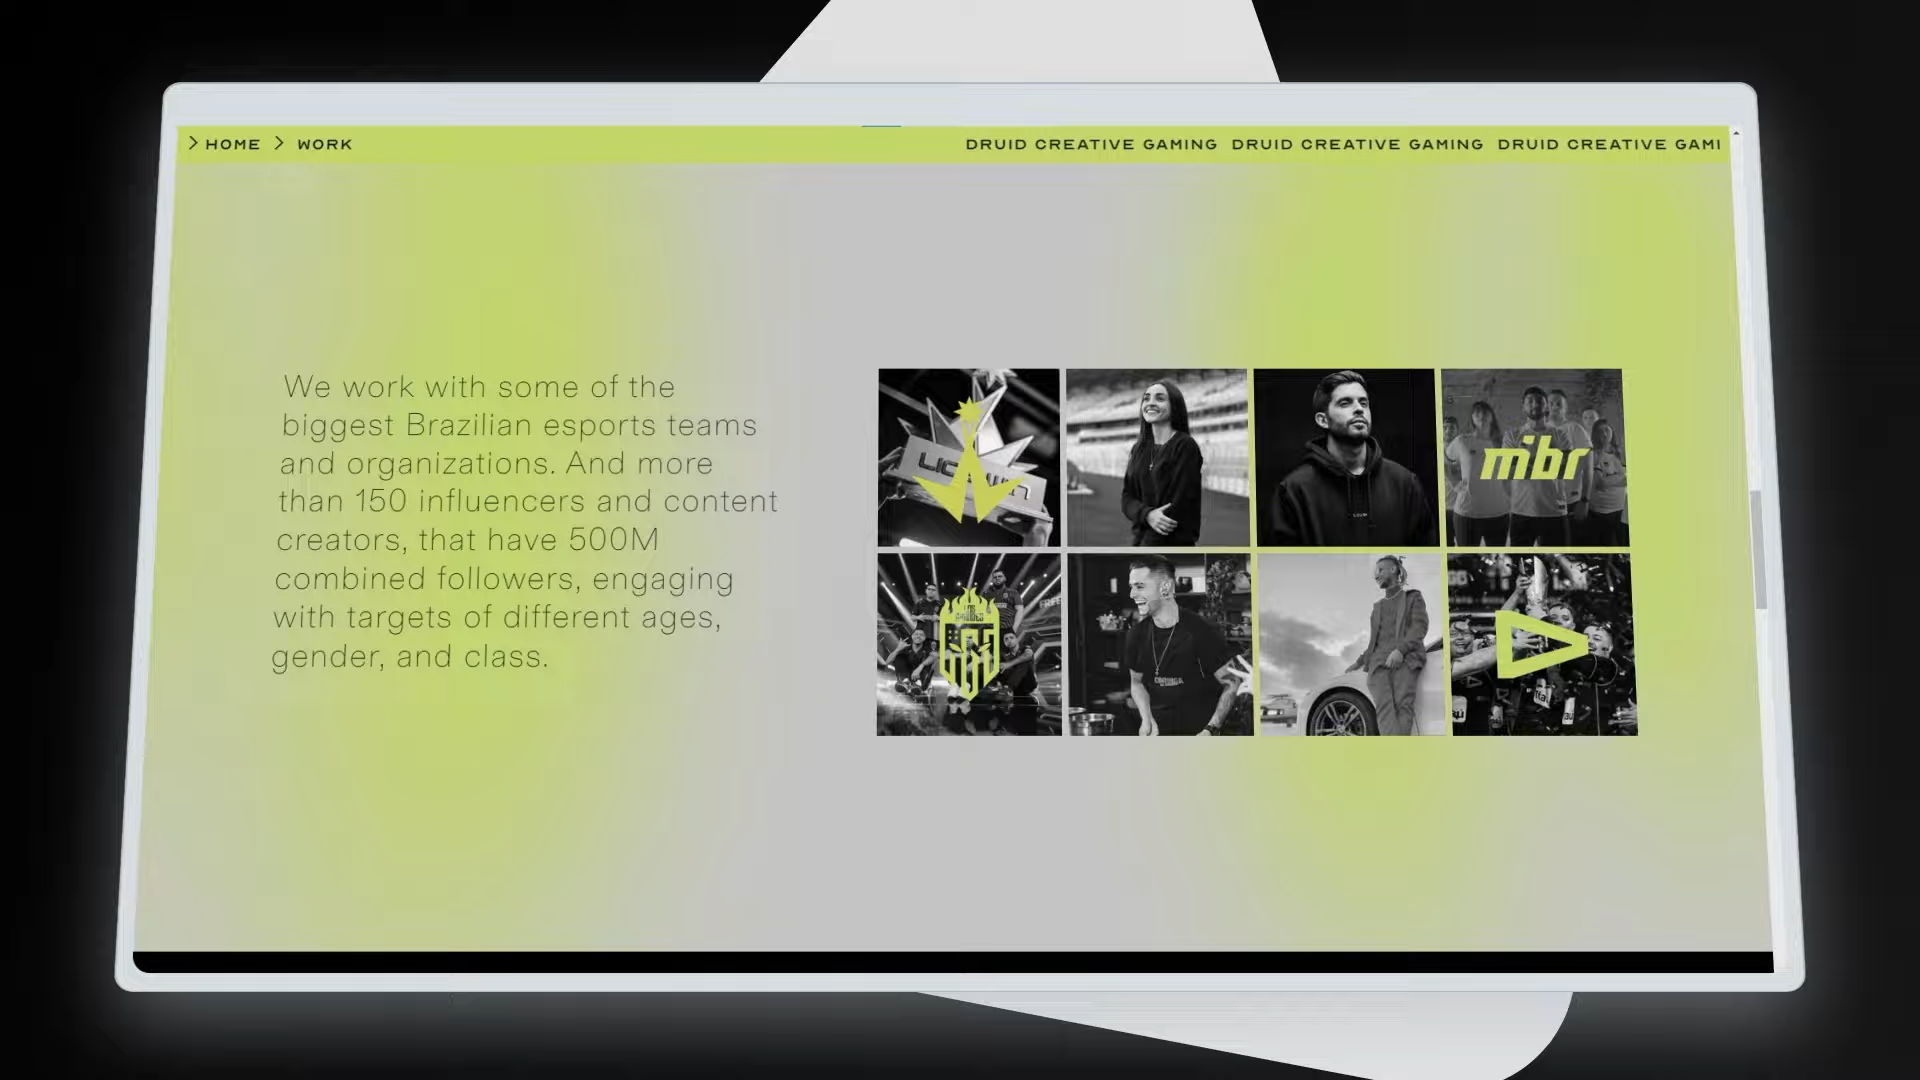 HOME
WORK
DRUID CREATIVE GAMING DRUID CREATIVE GAMING DRUID CREATIVE GAMI
We work with some of the
biggest Brazilian esports teams
and organizations. And more
than 150 influencers and content
creators, that have 500M
combined followers, engaging
with targets of different ages,
gender, and class.
mibr